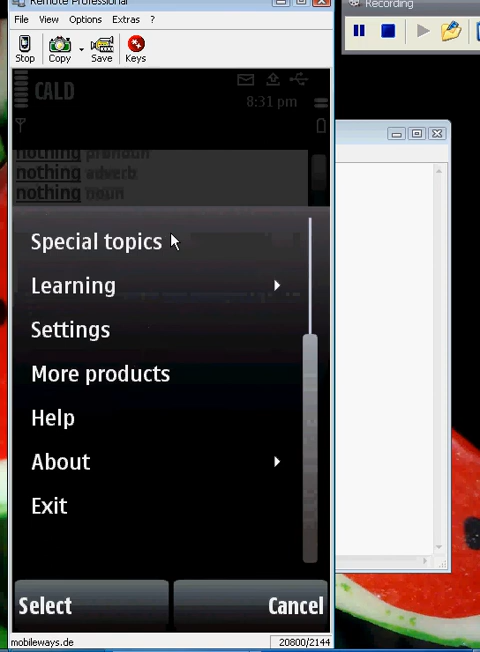 Remote Professional
Recording
File View Options Extras ?
Stop Copy Save Keys
CALD
8:31 pm
nothing pronoun
nothing adverb
nothing noun
Special topics
Learning
Settings
More products
Help
About
Exit
Select Cancel
mobileways.de 20800/2144